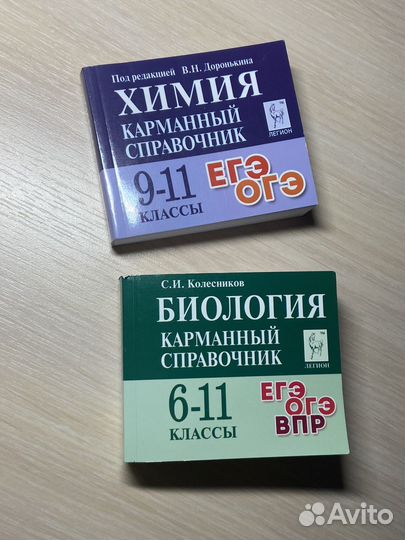 Под редакцией В.Н. Доронькина
ХИМИЯ
КАРМАННЫЙ
СПРАВОЧНИК
ЛЕГИОН
9-11
КЛАССЫ
ЕГЭ
ОГЭ
С.И. Колесников
БИОЛОГИЯ
КАРМАННЫЙ
СПРАВОЧНИК
ЛЕГИОН
6-11
КЛАССЫ
ЕГЭ
ОГЭ
ВПР
Avito